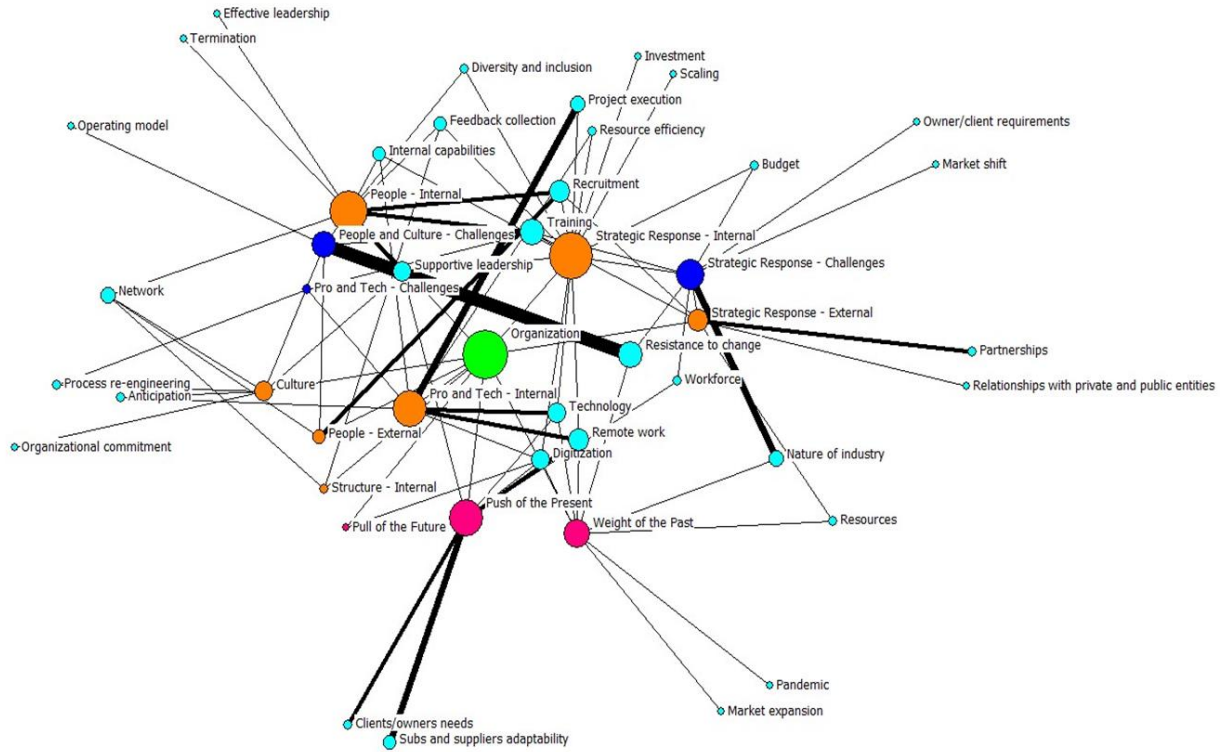 Effective leadership
Termination
Investment
Diversity and inclusion
Scaling
Project execution
Operating model
Feedback collection
Resource efficiency
Owner/client requirements
Internal capabilities
Budget
Market shift
Recruitment
People - Internal
Training
People and Culture - Challenges
Strategic Response - Internal
Supportive leadership
Strategic Response - Challenges
Pro and Tech - Challenges
Network
Strategic Response - External
Organization
Resistance to change
Partnerships
Process re-engineering
Culture
Workforce
Relationships with private and public entities
Anticipation
Pro and Tech - Internal
Technology
People - External
Remote work
Organizational commitment
Digitization
Nature of industry
Structure - Internal
Push of the Present
Pull of the Future
Weight of the Past
Resources
Pandemic
Market expansion
Clients/owners needs
Subs and suppliers adaptability